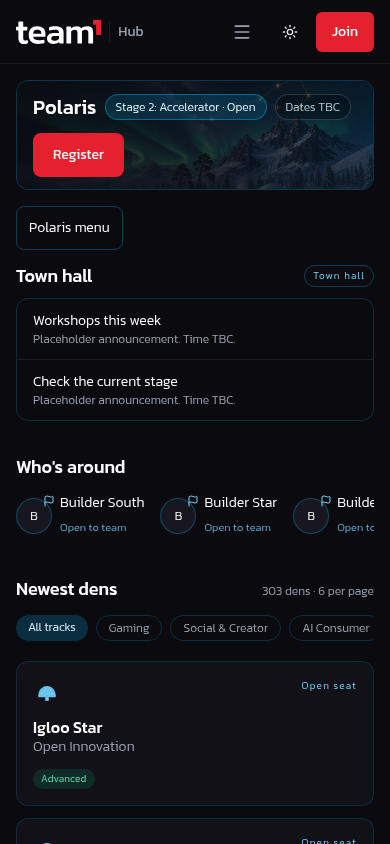 team1 Hub Join
Polaris Stage 2: Accelerator · Open Dates TBC
Register
Polaris menu
Town hall Town hall
Workshops this week
Placeholder announcement. Time TBC.
Check the current stage
Placeholder announcement. Time TBC.
Who's around
B Builder South B Builder Star B Builde
Open to team Open to team Open to
Newest dens 303 dens · 6 per page
All tracks Gaming Social & Creator AI Consumer
Open seat
Igloo Star
Open Innovation
Advanced
Open seat